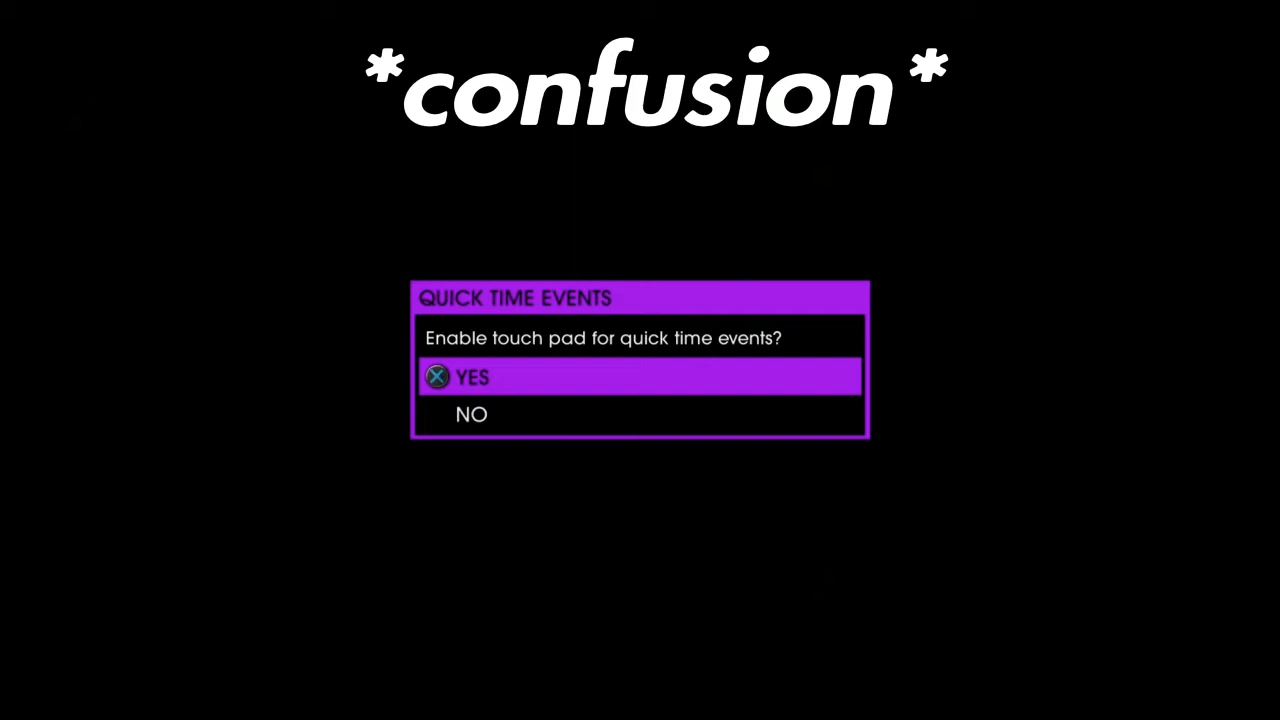 *confusion*
QUICK TIME EVENTS
Enable touch pad for quick time events?
YES
NO